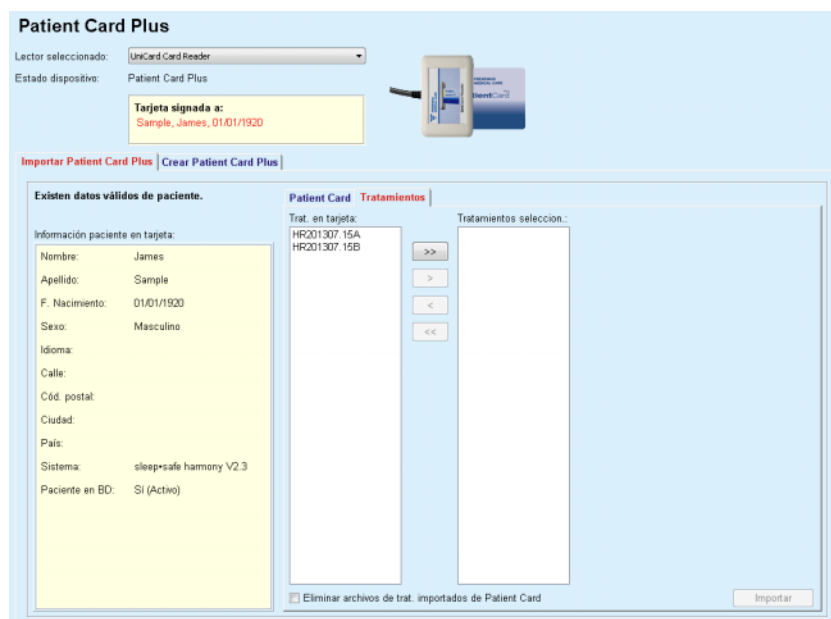 Patient Card Plus
Lector seleccionado: UniCard Card Reader
Estado dispositivo: Patient Card Plus
Tarjeta signada a:
Sample, James, 01/01/1920
FRESENIUS
MEDICAL CARE
tientCard
Importar Patient Card Plus Crear Patient Card Plus
Existen datos válidos de paciente.
Información paciente en tarjeta:
Nombre: James
Apellido: Sample
F. Nacimiento: 01/01/1920
Sexo: Masculino
Idioma:
Calle:
Cód. postal:
Ciudad:
País:
Sistema: sleep•safe harmony V2.3
Paciente en BD: Sí (Activo)
Patient Card Tratamientos
Trat. en tarjeta: Tratamientos seleccion.:
HR201307.15A
HR201307.15B
>>
>
<
<<
Eliminar archivos de trat. importados de Patient Card
Importar